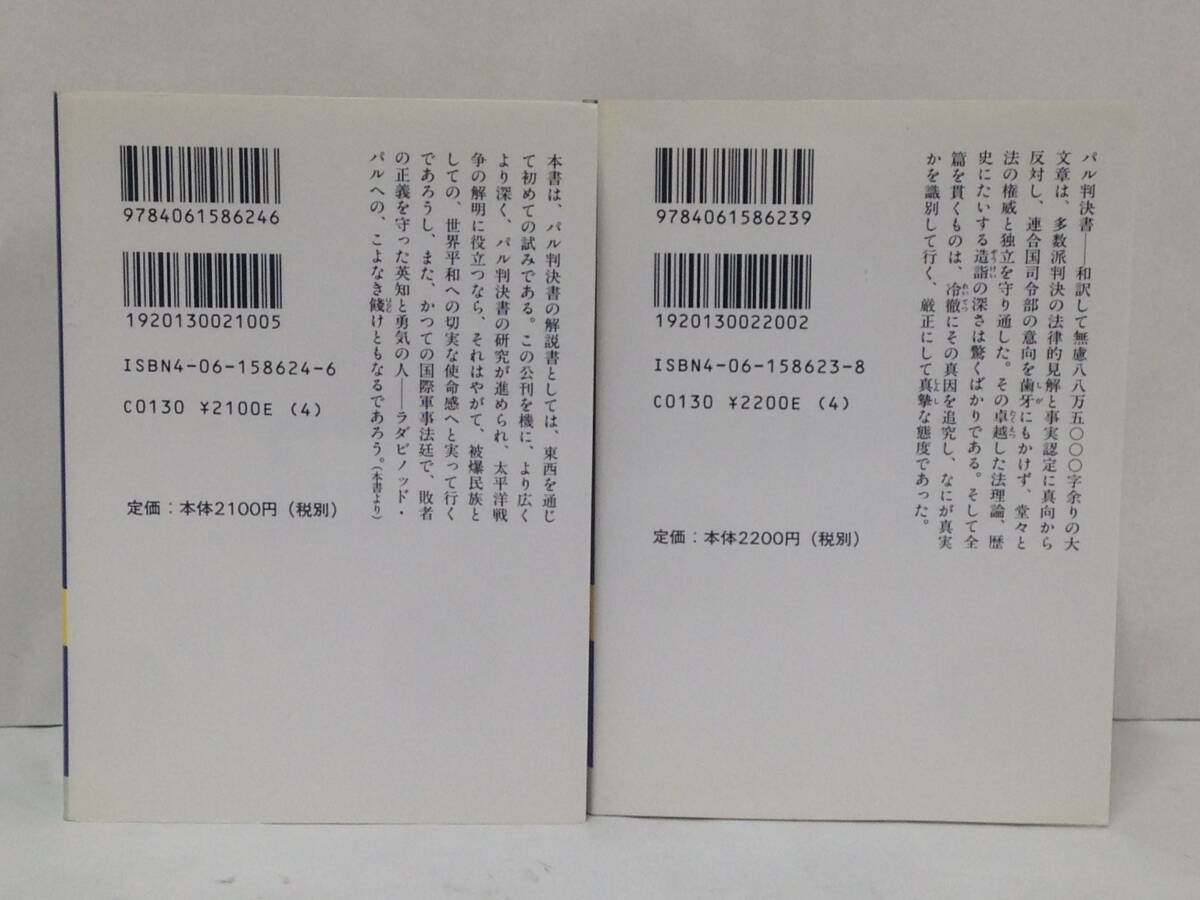 9784061586246
1920130021005
ISBN4-06-158624-6
C0130 ¥2100E (4)
定価：本体2100円（税別）
本書は、パル判決書の解説書としては、東西を通じ
て初めての試みである。この公刊を機に、より広く
より深く、パル判決書の研究が進められ、太平洋戦
争の解明に役立つなら、それはやがて、被爆民族と
しての、世界平和への切実な使命感へと実って行く
であろうし、また、かつての国際軍事法廷で、敗者
の正義を守った英知と勇気の人――ラダビノッド・
パルへの、こよなき餞けともなるであろう。（本書より）
9784061586239
1920130022002
ISBN4-06-158623-8
C0130 ¥2200E (4)
定価：本体2200円（税別）
パル判決書――和訳して無慮八八万五〇〇〇字余りの大
文章は、多数派判決の法律的見解と事実認定に真向から
反対し、連合国司令部の意向を歯牙にもかけず、堂々と
法の権威と独立を守り通した。その卓越した法理論、歴
史にたいする造詣の深さは驚くばかりである。そして全
篇を貫くものは、冷徹にその真因を追究し、なにが真実
かを識別して行く、厳正にして真摯な態度であった。